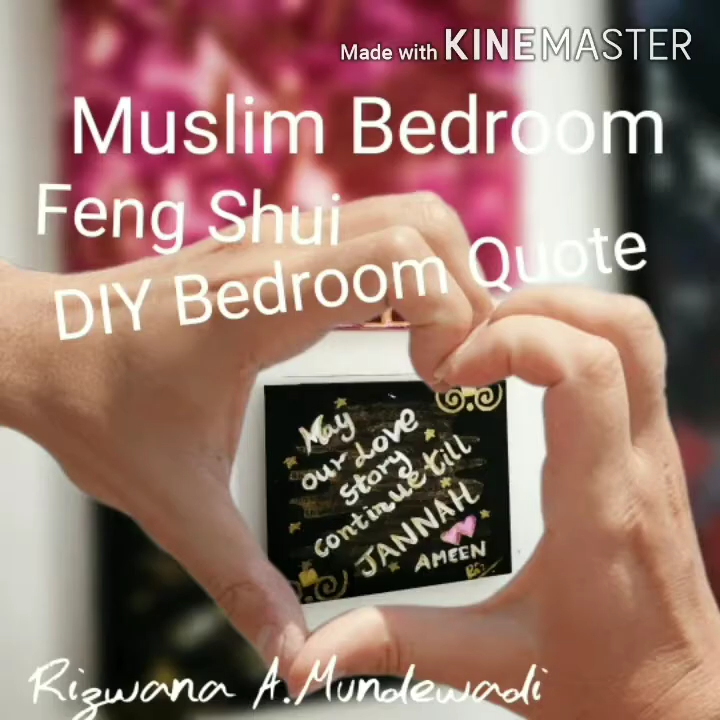 Made with KINEMASTER
Muslim Bedroom
Feng Shui
DIY Bedroom Quote
May
our Love
Story
continue till
JANNAH
AMEEN
Rizwana A.Mundewadi